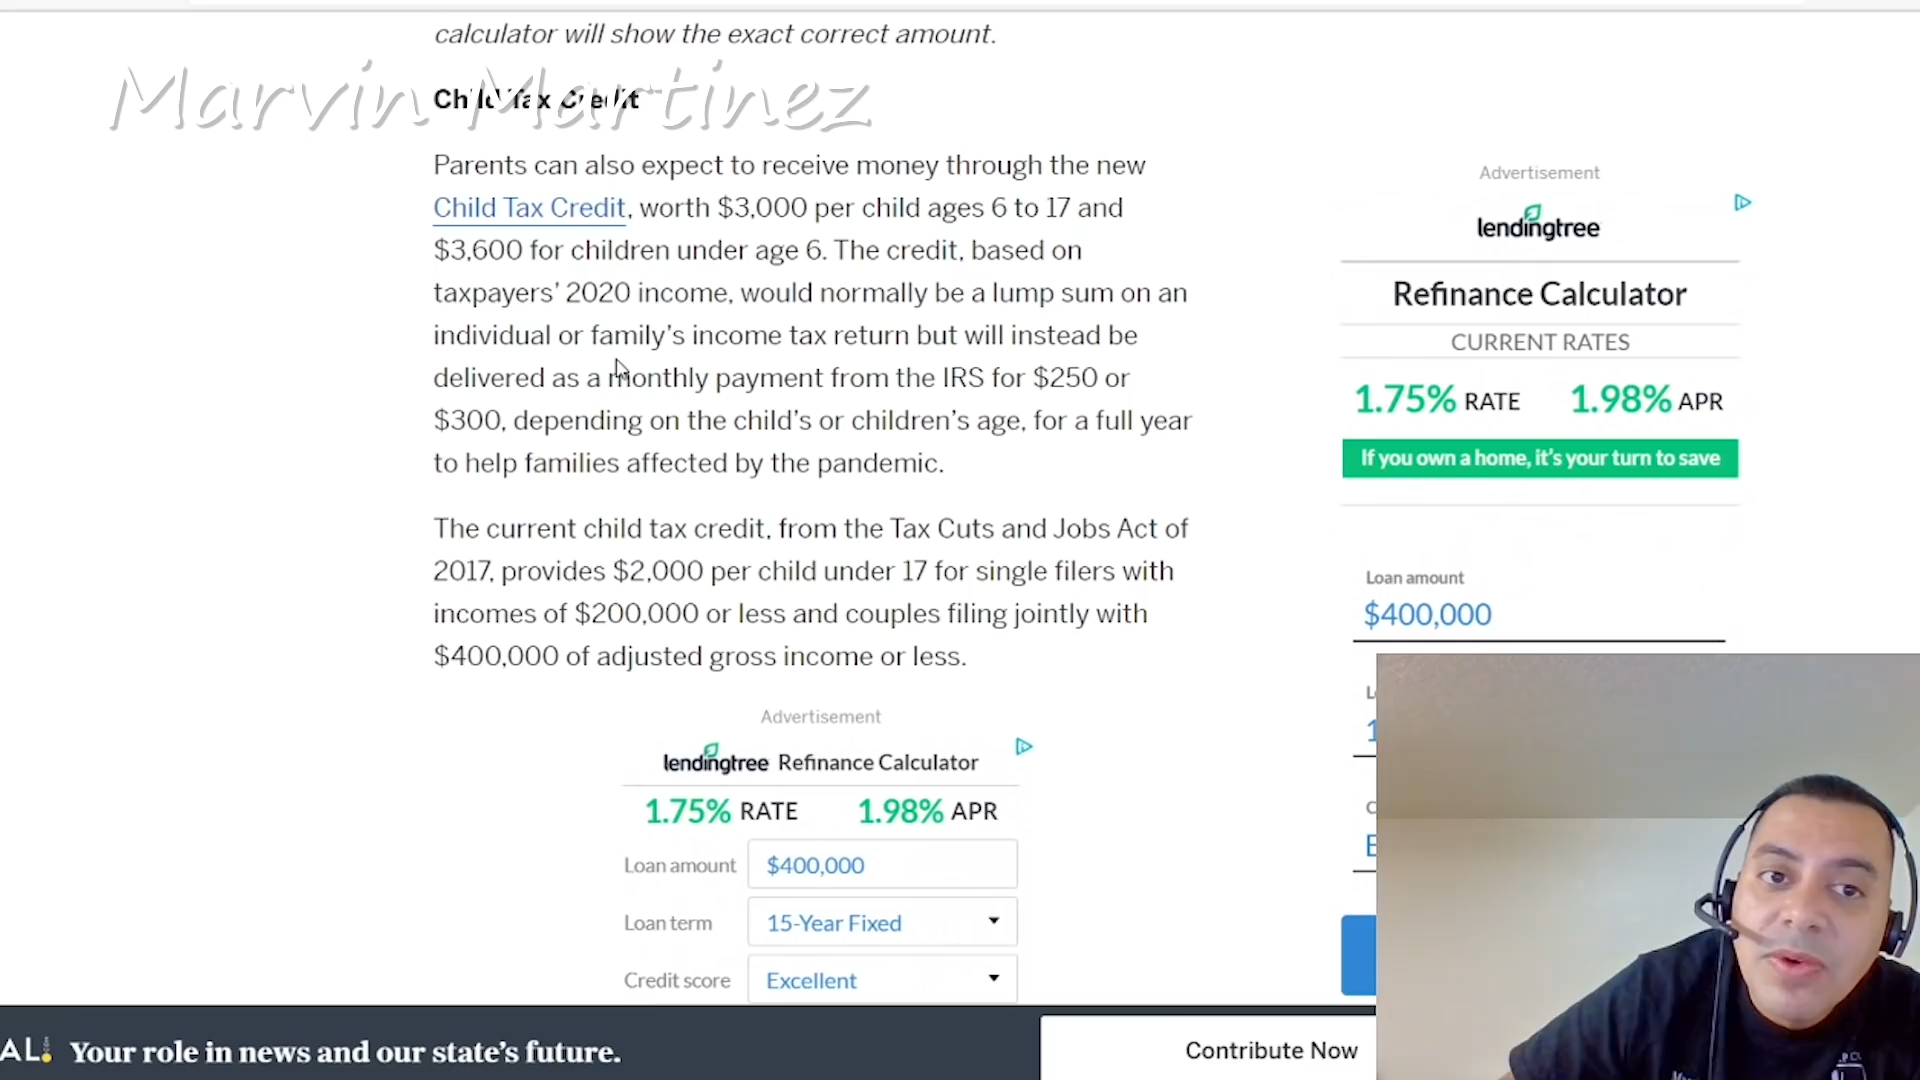 calculator will show the exact correct amount.
Marvin Martinez
Child Tax Credit
Parents can also expect to receive money through the new
Child Tax Credit, worth $3,000 per child ages 6 to 17 and
$3,600 for children under age 6. The credit, based on
taxpayers' 2020 income, would normally be a lump sum on an
individual or family's income tax return but will instead be
delivered as a monthly payment from the IRS for $250 or
$300, depending on the child's or children's age, for a full year
to help families affected by the pandemic.
The current child tax credit, from the Tax Cuts and Jobs Act of
2017, provides $2,000 per child under 17 for single filers with
incomes of $200,000 or less and couples filing jointly with
$400,000 of adjusted gross income or less.
Advertisement
lendingtree Refinance Calculator
1.75% RATE 1.98% APR
Loan amount $400,000
Loan term 15-Year Fixed
Credit score Excellent
Advertisement
lendingtree
Refinance Calculator
CURRENT RATES
1.75% RATE 1.98% APR
If you own a home, it's your turn to save
Loan amount
$400,000
AL. Your role in news and our state's future.
Contribute Now